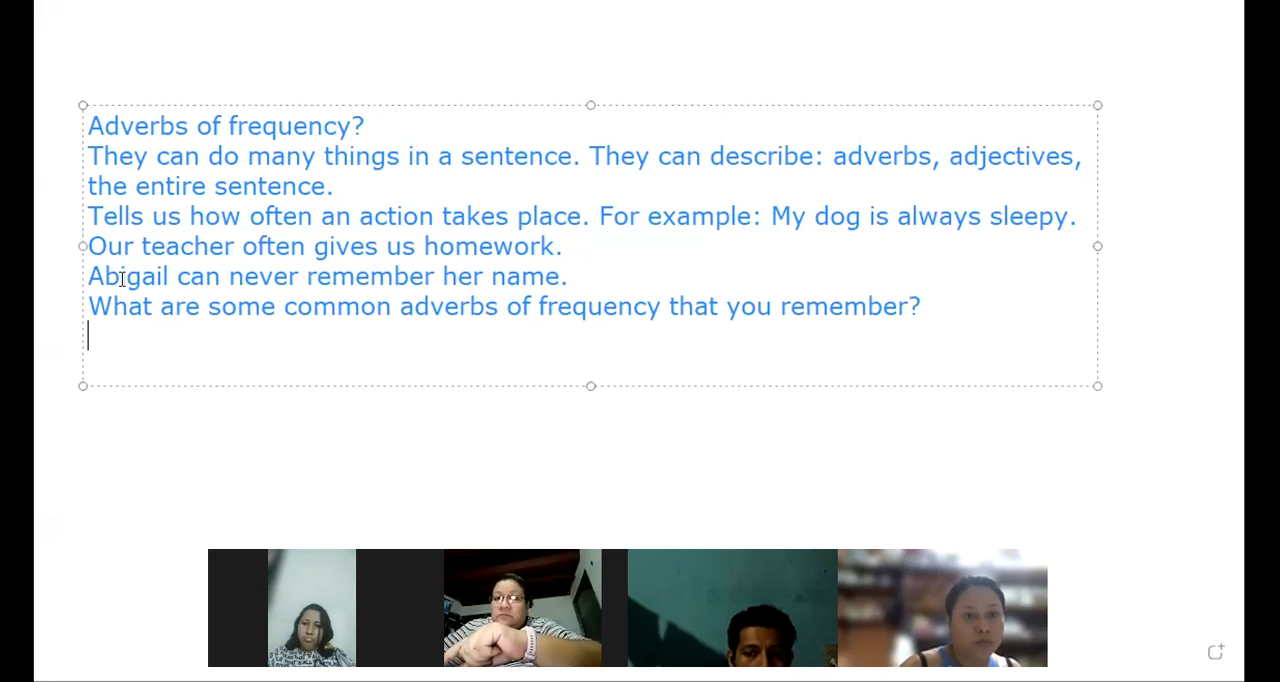 Adverbs of frequency?
They can do many things in a sentence. They can describe: adverbs, adjectives,
the entire sentence.
Tells us how often an action takes place. For example: My dog is always sleepy.
Our teacher often gives us homework.
Abigail can never remember her name.
What are some common adverbs of frequency that you remember?